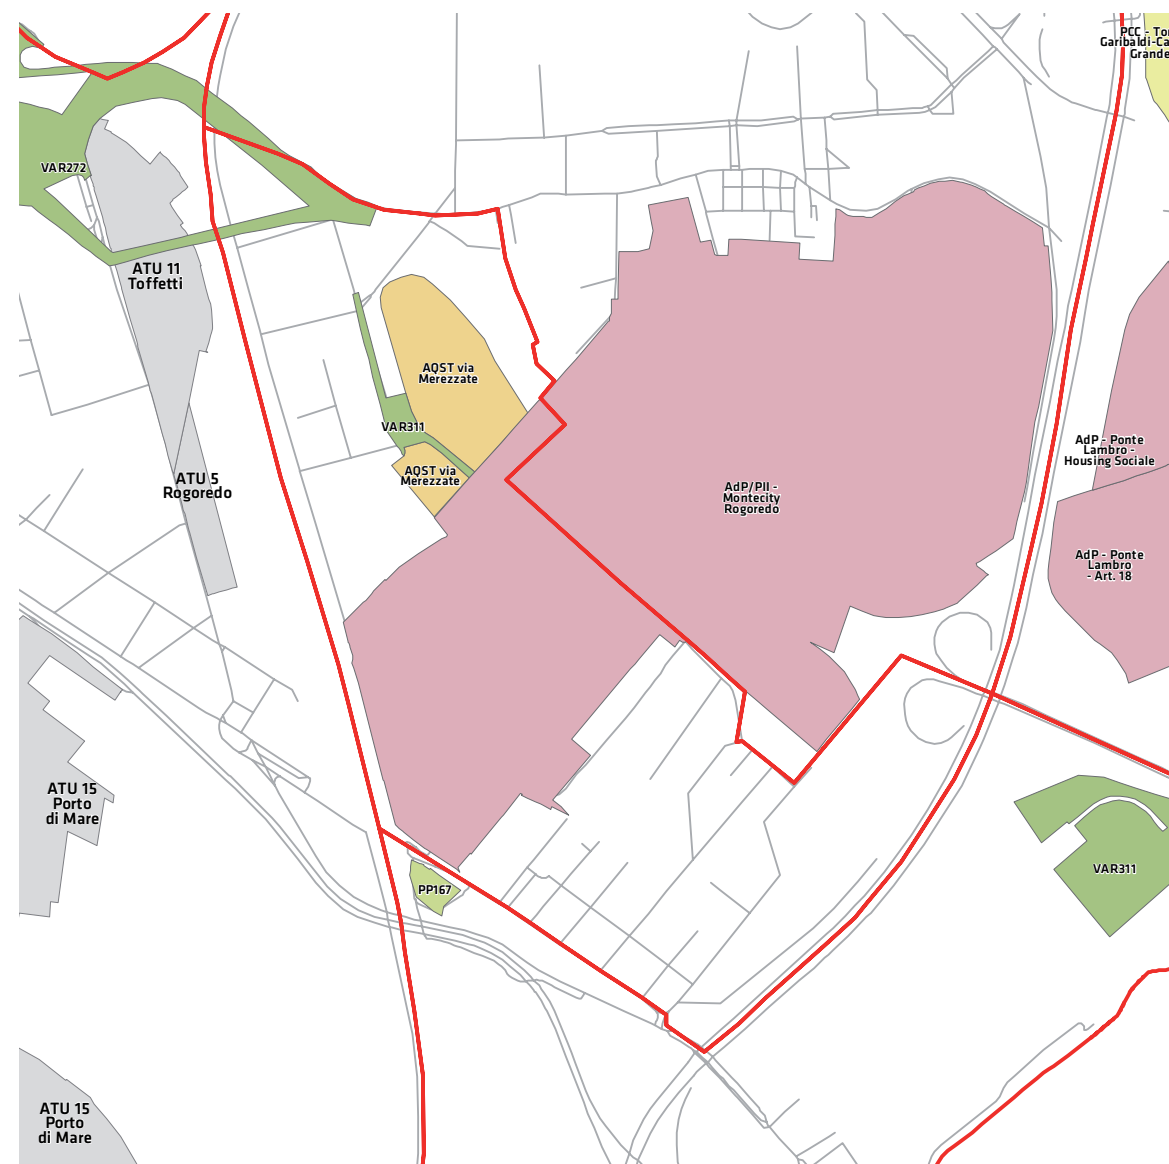 PCC - To
Garibaldi-Ca
Grande
VAR272
ATU 11
Toffetti
AQST via
Merezzate
VAR311
AQST via
Merezzate
ATU 5
Rogoredo
AdP/PII -
Montecity
Rogoredo
AdP - Ponte
Lambro -
Housing Sociale
AdP - Ponte
Lambro
- Art. 18
ATU 15
Porto
di Mare
PP167
VAR311
ATU 15
Porto
di Mare